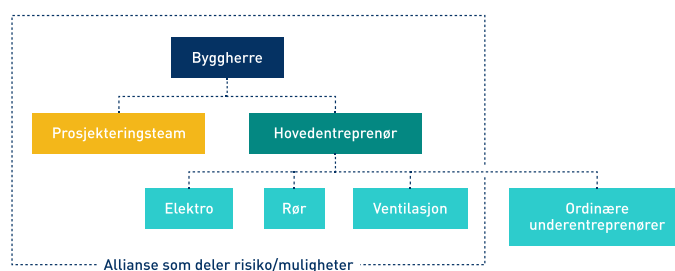 Byggherre
Prosjekteringsteam
Hovedentreprenør
Elektro
Rør
Ventilasjon
Ordinære
underentreprenører
Allianse som deler risiko/muligheter